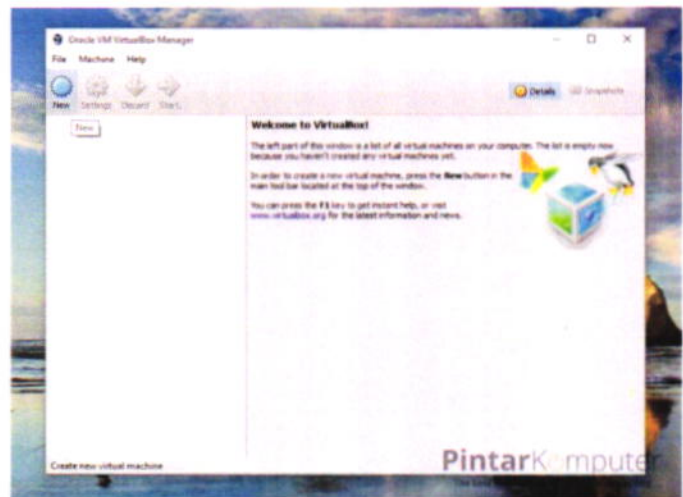 Oracle VM VirtualBox Manager
File Machine Help
New Settings Discard Start
Details Snapshots
New
Welcome to VirtualBox!
The left part of this window is a list of all virtual machines on your computer. The list is empty now
because you haven't created any virtual machines yet.
In order to create a new virtual machine, press the New button in the
main tool bar located at the top of the window.
You can press the F1 key to get instant help, or visit
www.virtualbox.org for the latest information and news.
Create new virtual machine
PintarKomputer